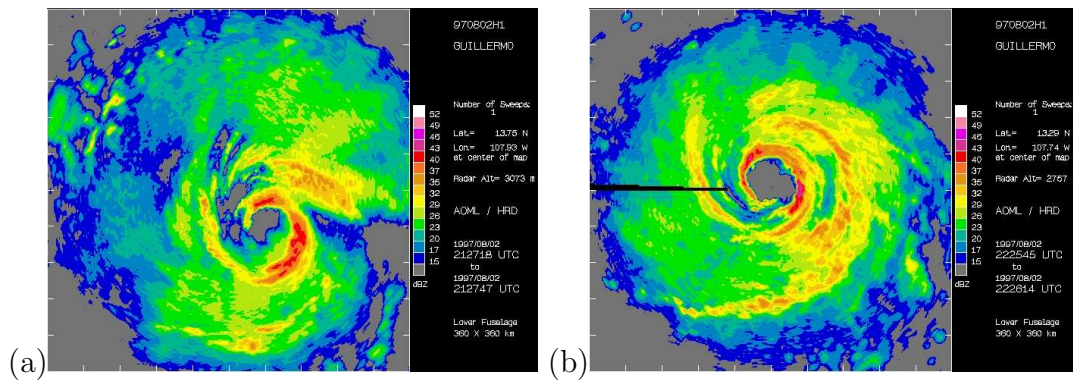 970802H1
GUILLERMO
Number of Sweeps:
1
Lat= 13.75 N
Lon= 107.93 W
at center of map
Radar Alt= 3073 m
AOML / HRD
1997/08/02
212718 UTC
to
1997/08/02
212747 UTC
Lower Fuselage
360 X 360 km
52
49
46
43
40
37
35
32
29
26
23
20
17
15
dBZ
(a)
970802H1
GUILLERMO
Number of Sweeps:
1
Lat= 13.29 N
Lon= 107.74 W
at center of map
Radar Alt= 2767
AOML / HRD
1997/08/02
222545 UTC
to
1997/08/02
222614 UTC
Lower Fuselage
360 X 360 km
52
49
46
43
40
37
35
32
29
26
23
20
17
15
dBZ
(b)